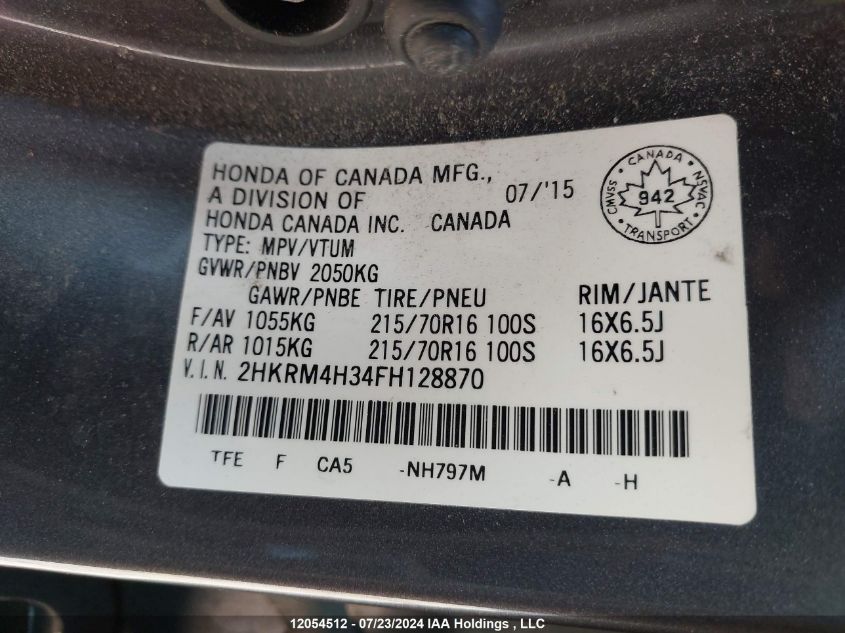 HONDA OF CANADA MFG.,
A DIVISION OF 07/'15
HONDA CANADA INC. CANADA
TYPE: MPV/VTUM
GVWR/PNBV 2050KG
GAWR/PNBE TIRE/PNEU RIM/JANTE
F/AV 1055KG 215/70R16 100S 16X6.5J
R/AR 1015KG 215/70R16 100S 16X6.5J
V.I.N. 2HKRM4H34FH128870
TFE F CA5 -NH797M -A -H
CANADA
CMVSS 942 NSVAC
TRANSPORT
12054512 - 07/23/2024 IAA Holdings , LLC